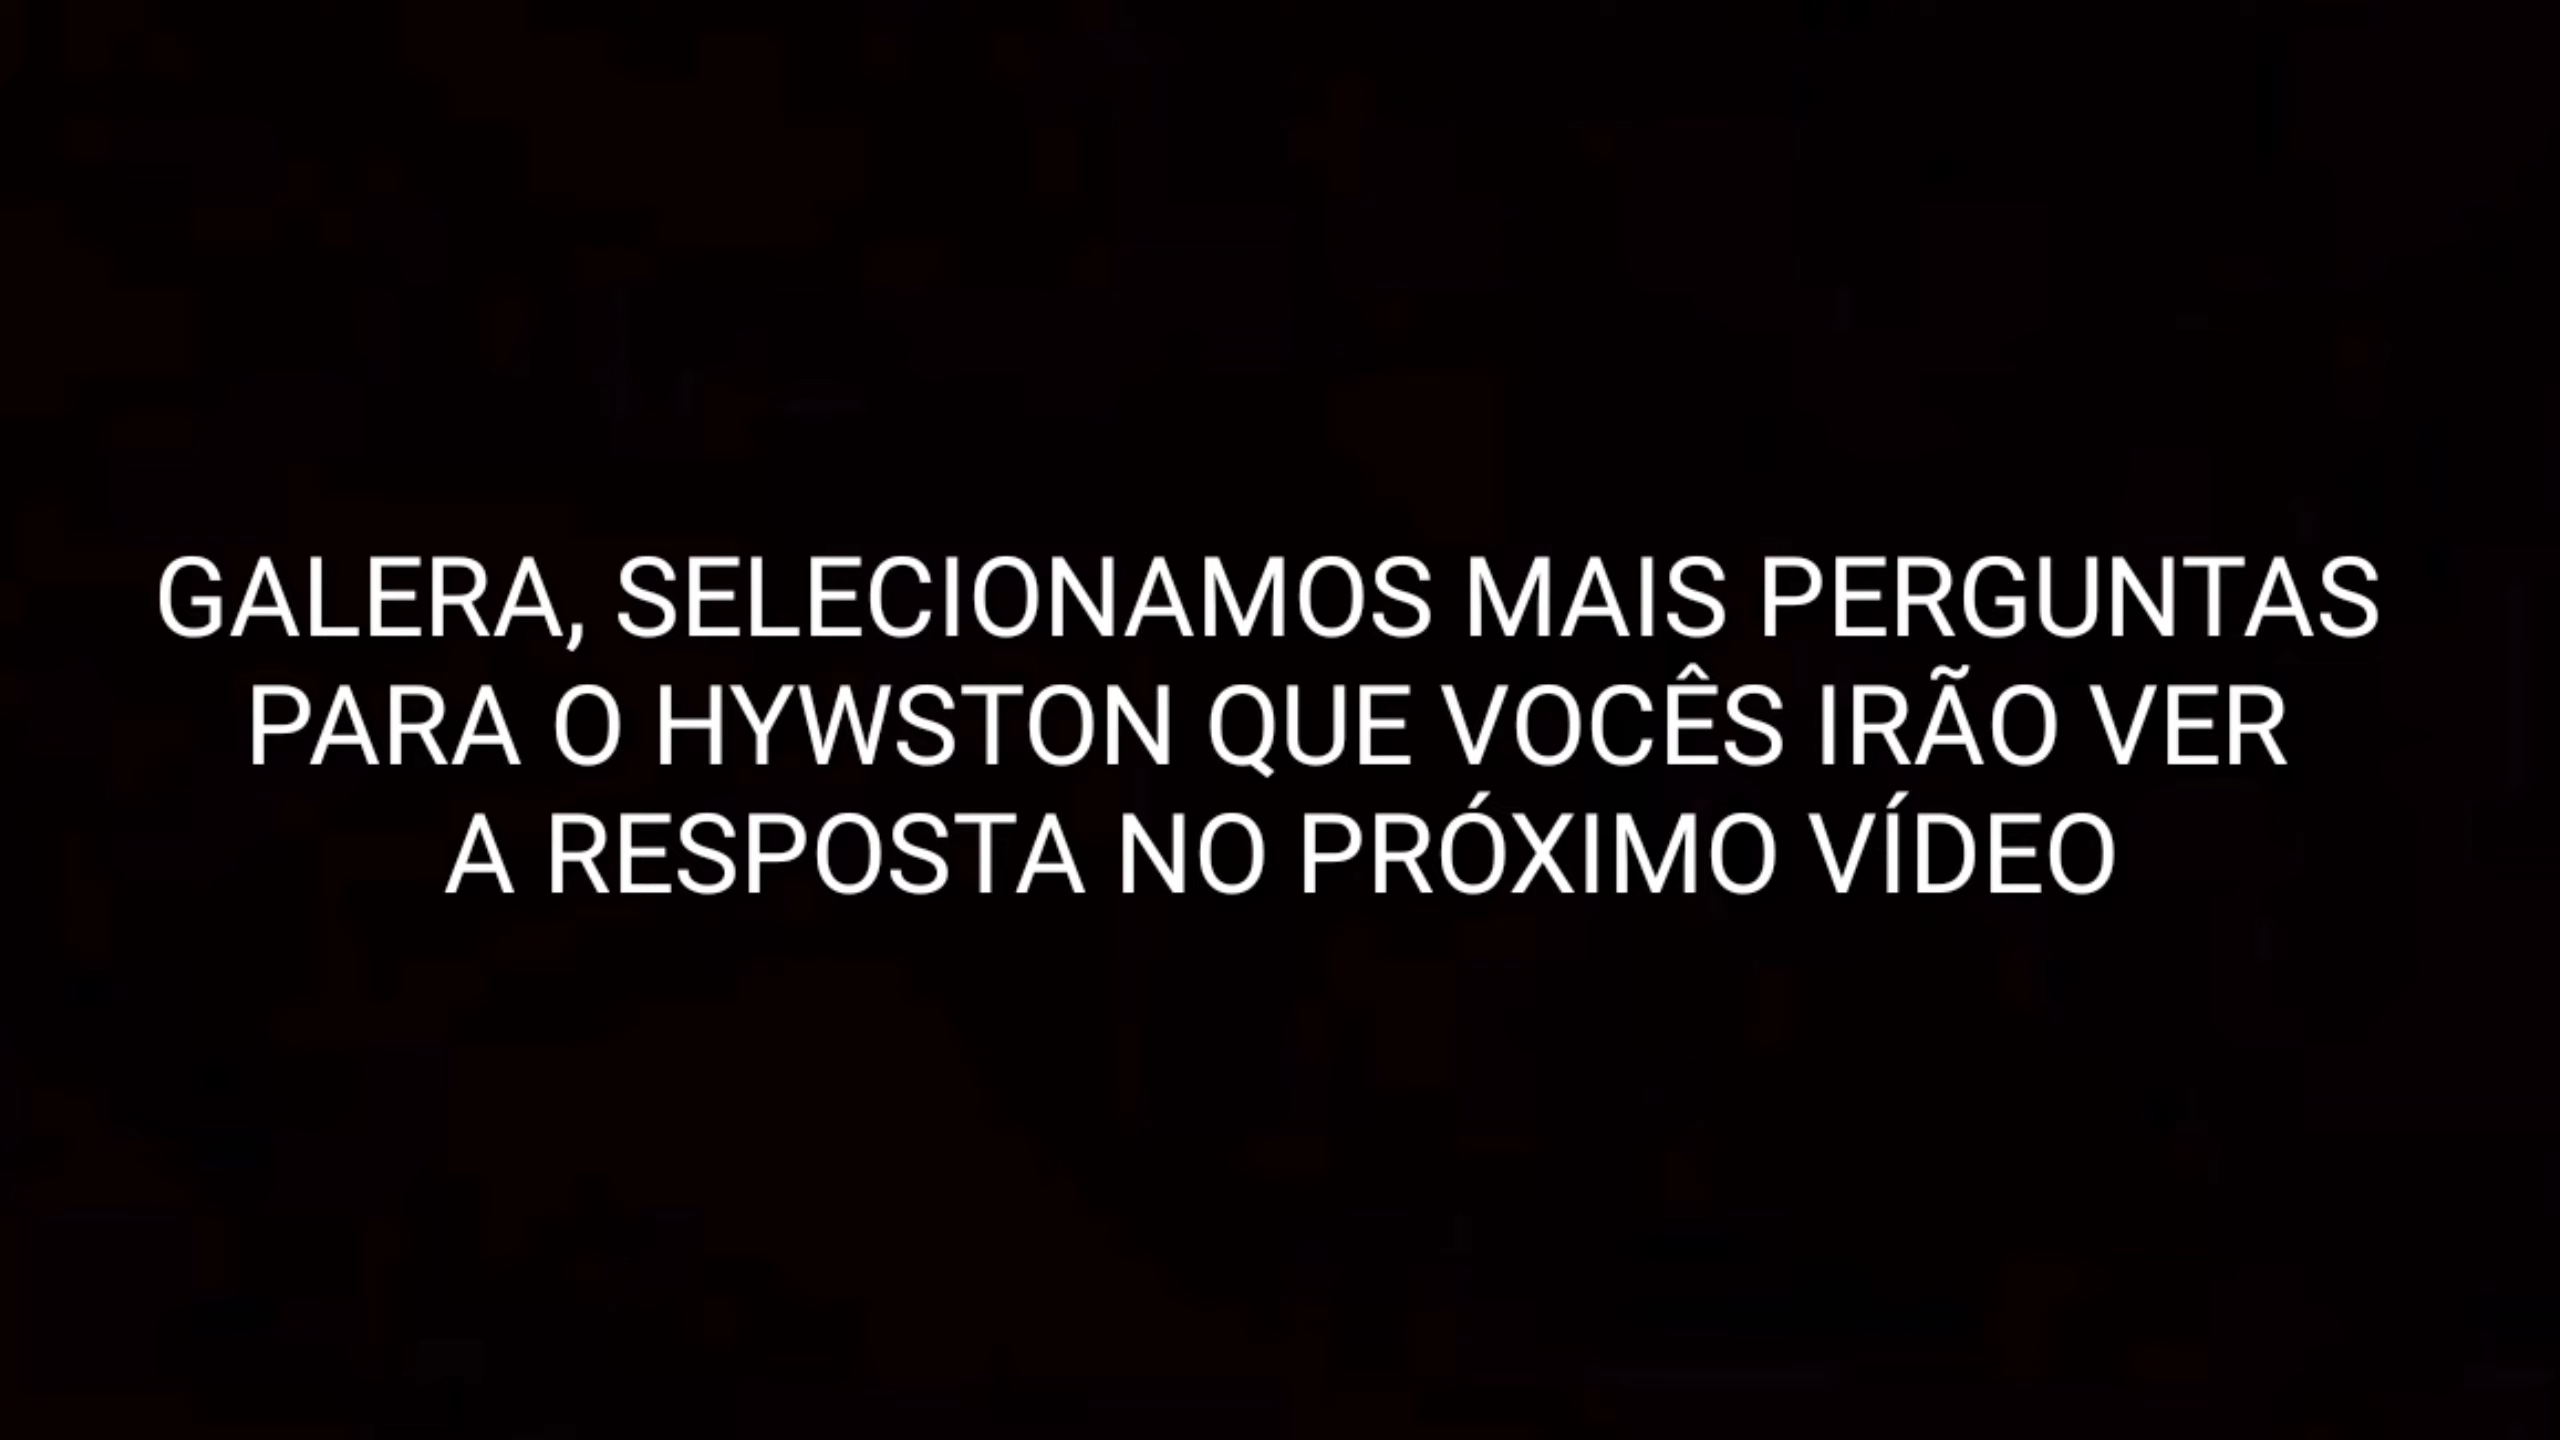 GALERA, SELECIONAMOS MAIS PERGUNTAS
PARA O HYWSTON QUE VOCÊS IRÃO VER
A RESPOSTA NO PRÓXIMO VÍDEO